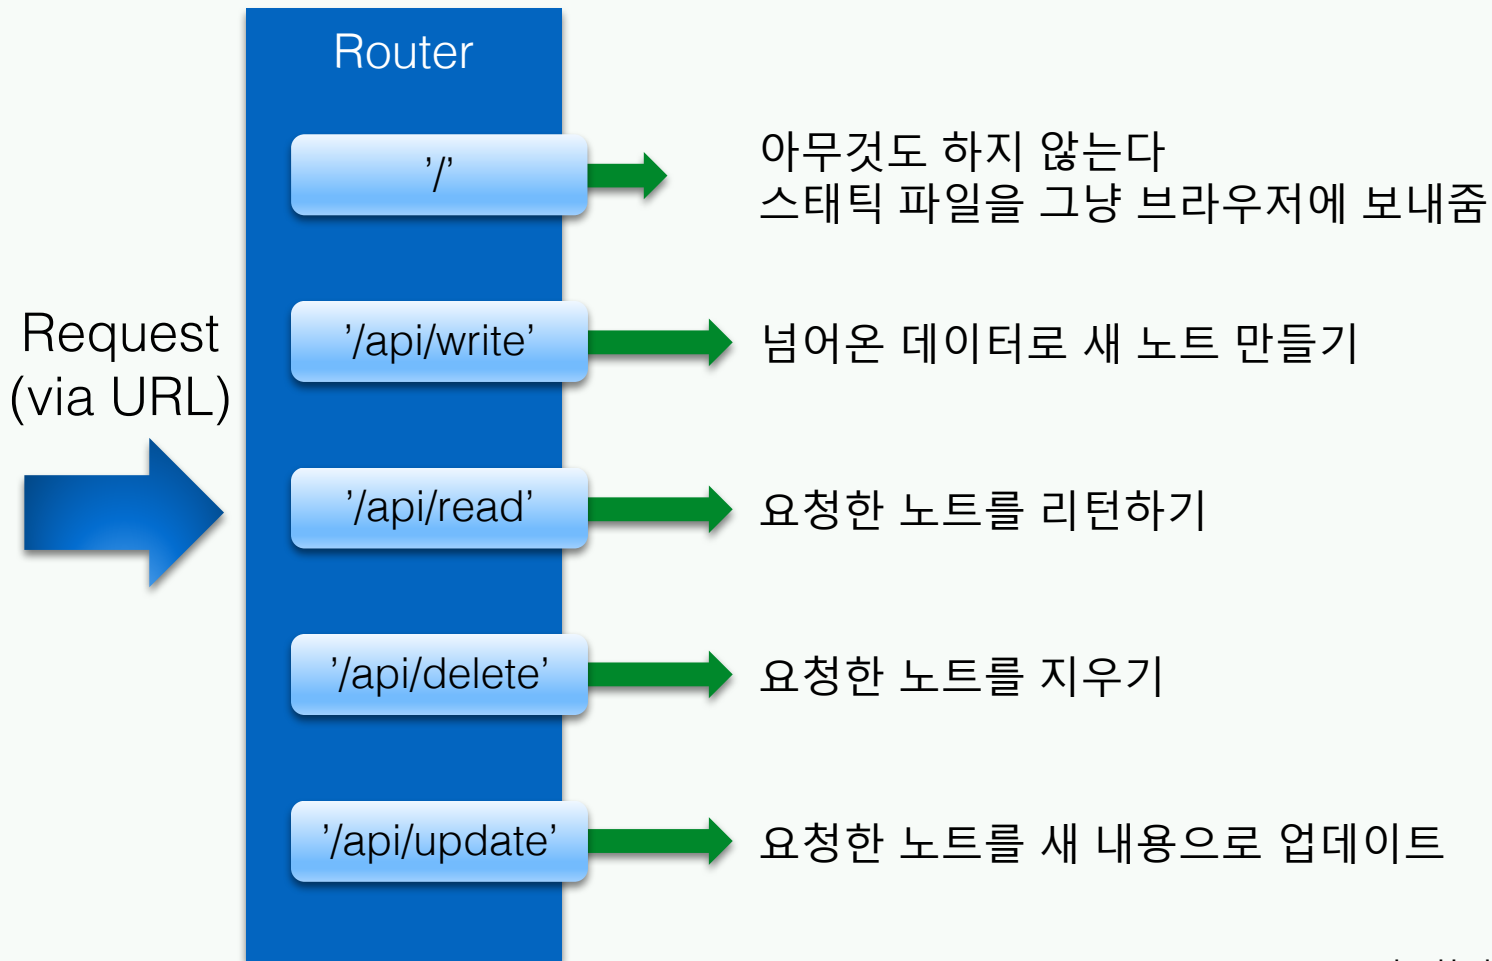 Router
'/'
아무것도 하지 않는다
스태틱 파일을 그냥 브라우저에 보내줌
Request
(via URL)
'/api/write'
넘어온 데이터로 새 노트 만들기
'/api/read'
요청한 노트를 리턴하기
'/api/delete'
요청한 노트를 지우기
'/api/update'
요청한 노트를 새 내용으로 업데이트